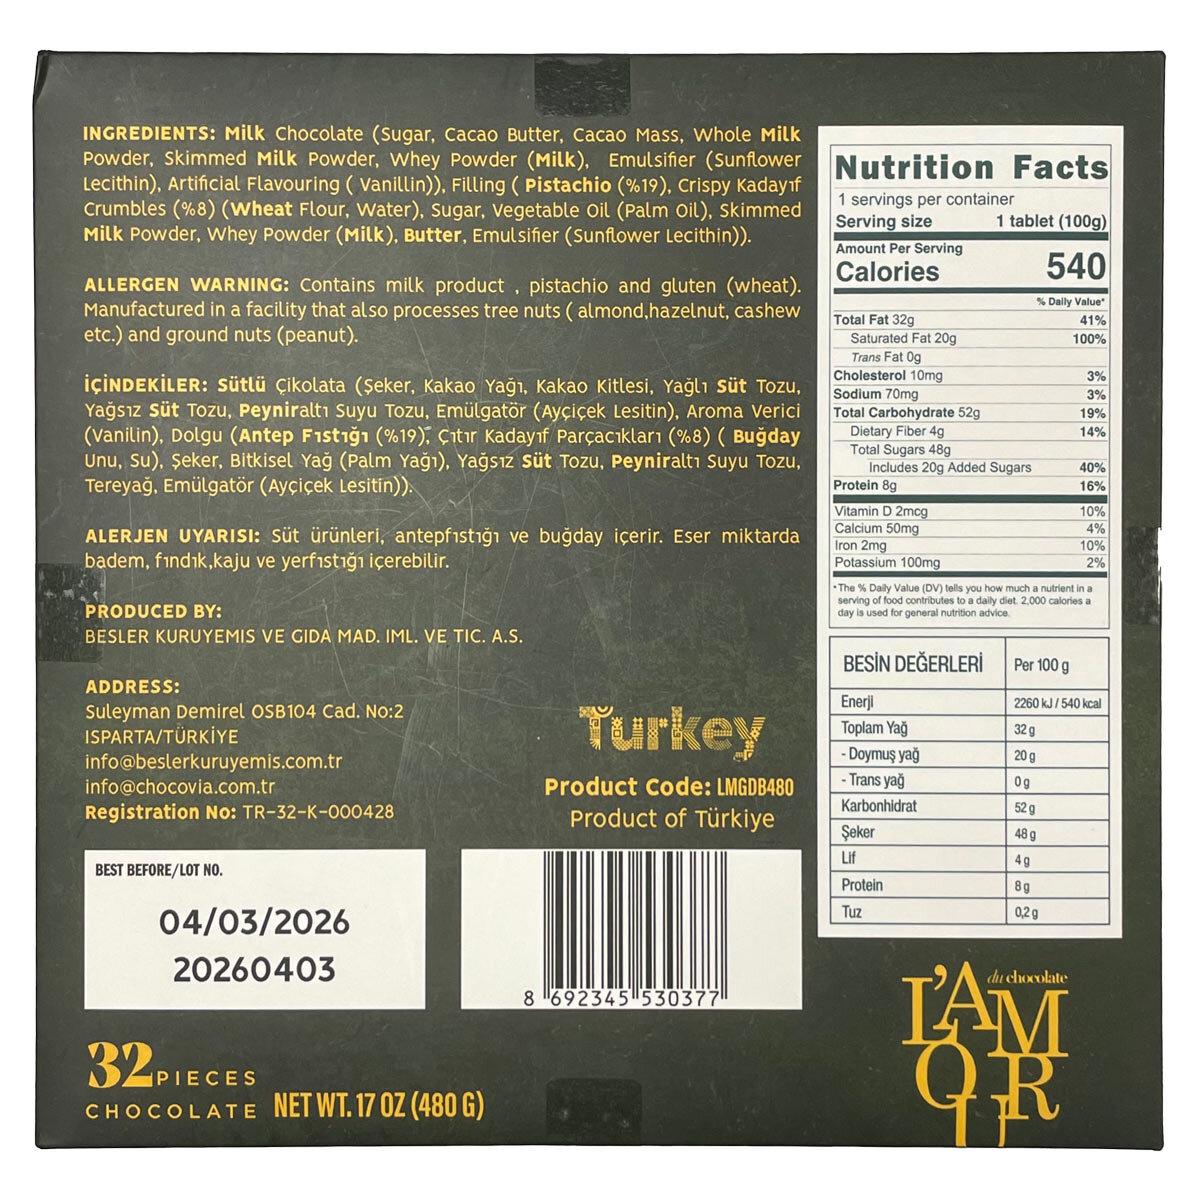 INGREDIENTS: Milk Chocolate (Sugar, Cacao Butter, Cacao Mass, Whole Milk
Powder, Skimmed Milk Powder, Whey Powder (Milk), Emulsifier (Sunflower
Lecithin), Artificial Flavouring ( Vanillin)), Filling ( Pistachio (%19), Crispy Kadayıf
Crumbles (%8) (Wheat Flour, Water), Sugar, Vegetable Oil (Palm Oil), Skimmed
Milk Powder, Whey Powder (Milk), Butter, Emulsifier (Sunflower Lecithin)).
ALLERGEN WARNING: Contains milk product , pistachio and gluten (wheat).
Manufactured in a facility that also processes tree nuts ( almond,hazelnut, cashew
etc.) and ground nuts (peanut).
İÇİNDEKİLER: Sütlü Çikolata (Şeker, Kakao Yağı, Kakao Kitlesi, Yağlı Süt Tozu,
Yağsız Süt Tozu, Peyniraltı Suyu Tozu, Emülgatör (Ayçiçek Lesitin), Aroma Verici
(Vanilin), Dolgu (Antep Fıstığı (%19), Çıtır Kadayıf Parçacıkları (%8) ( Buğday
Unu, Su), Şeker, Bitkisel Yağ (Palm Yağı), Yağsız Süt Tozu, Peyniraltı Suyu Tozu,
Tereyağ, Emülgatör (Ayçiçek Lesitin)).
ALERJEN UYARISI: Süt ürünleri, antepfıstığı ve buğday içerir. Eser miktarda
badem, fındık,kaju ve yerfıstığı içerebilir.
PRODUCED BY:
BESLER KURUYEMIS VE GIDA MAD. IML. VE TIC. A.S.
ADDRESS:
Suleyman Demirel OSB104 Cad. No:2
ISPARTA/TÜRKİYE
info@beslerkuruyemis.com.tr
info@chocovia.com.tr
Registration No: TR-32-K-000428
Turkey
Product Code: LMGDB480
Product of Türkiye
BEST BEFORE/LOT NO.
04/03/2026
20260403
8 692345 530377
32 PIECES
CHOCOLATE NET WT. 17 OZ (480 G)
Nutrition Facts
1 servings per container
Serving size 1 tablet (100g)
Amount Per Serving
Calories 540
% Daily Value*
Total Fat 32g 41%
Saturated Fat 20g 100%
Trans Fat 0g
Cholesterol 10mg 3%
Sodium 70mg 3%
Total Carbohydrate 52g 19%
Dietary Fiber 4g 14%
Total Sugars 48g
Includes 20g Added Sugars 40%
Protein 8g 16%
Vitamin D 2mcg 10%
Calcium 50mg 4%
Iron 2mg 10%
Potassium 100mg 2%
*The % Daily Value (DV) tells you how much a nutrient in a
serving of food contributes to a daily diet. 2,000 calories a
day is used for general nutrition advice.
BESİN DEĞERLERİ Per 100 g
Enerji 2260 kJ / 540 kcal
Toplam Yağ 32 g
- Doymuş yağ 20 g
- Trans yağ 0 g
Karbonhidrat 52 g
Şeker 48 g
Lif 4 g
Protein 8 g
Tuz 0,2 g
L'AMOUR
du chocolate